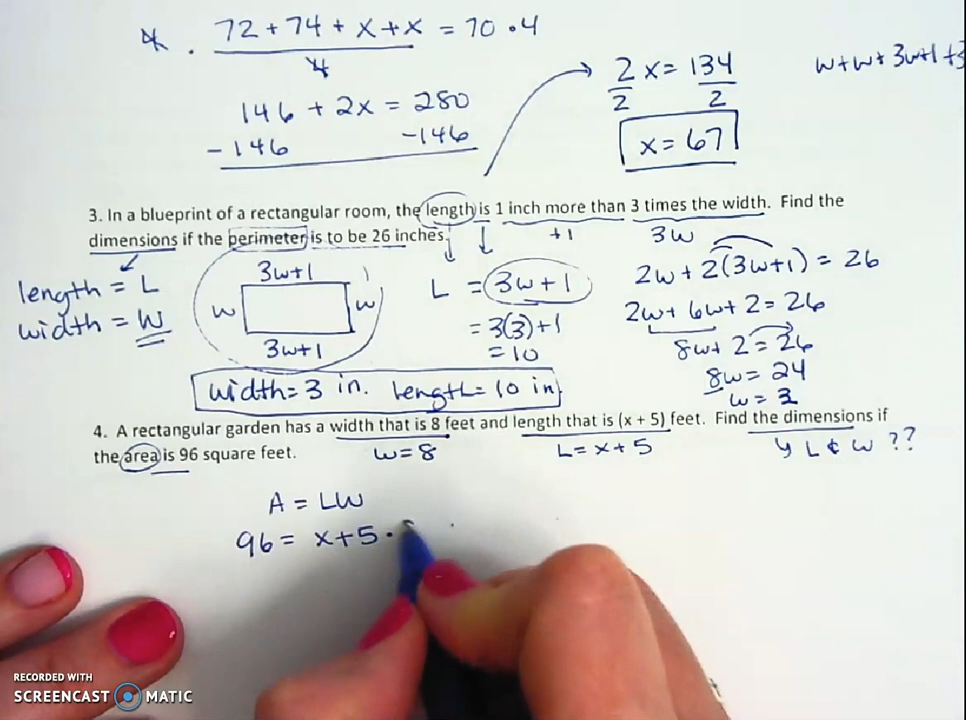 4 . 72 + 74 + x + x = 70 • 4
4
146 + 2x = 280
- 146 -146
2x = 134
2 2
x = 67
w+w+3w+1+3
3. In a blueprint of a rectangular room, the length is 1 inch more than 3 times the width. Find the
dimensions if the perimeter is to be 26 inches.
+1 3w
length = L
width = W
3w+1
w w
3w+1
L = 3w+1
= 3(3)+1
= 10
2w + 2(3w+1) = 26
2w + 6w + 2 = 26
8w + 2 = 26
8w = 24
w = 3
width = 3 in. length = 10 in
4. A rectangular garden has a width that is 8 feet and length that is (x + 5) feet. Find the dimensions if
the area is 96 square feet.
w=8 L= x+5 L & W ??
A = LW
96 = x+5 •
RECORDED WITH
SCREENCAST MATIC